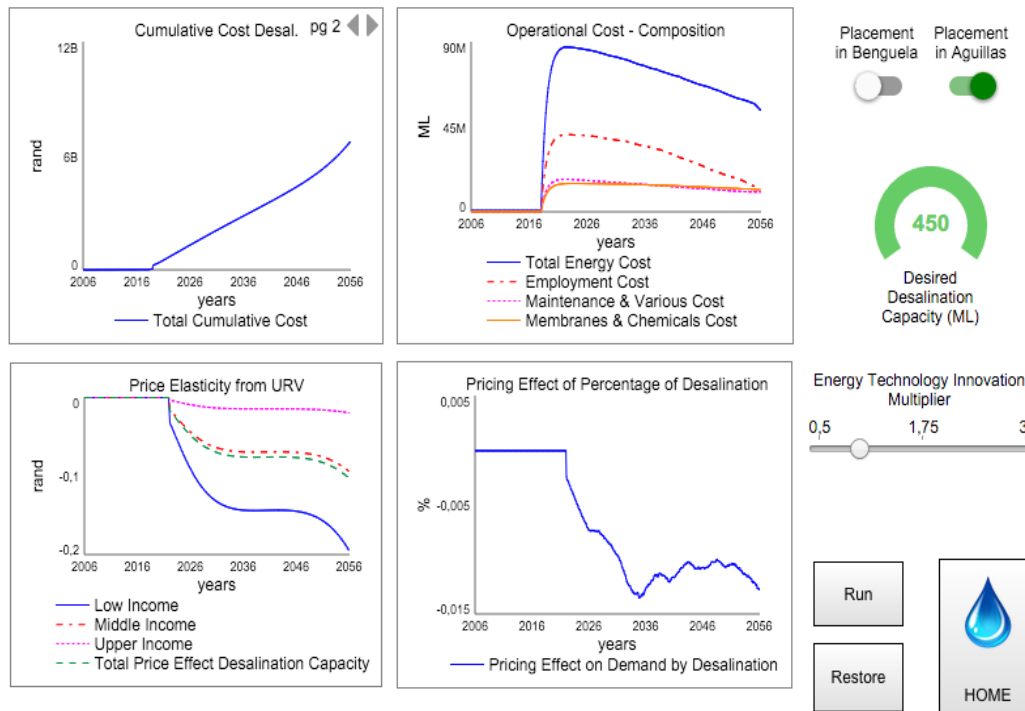 Cumulative Cost Desal.
pg 2
12B
6B
0
rand
2006 2016 2026 2036 2046 2056
years
Total Cumulative Cost
Operational Cost - Composition
90M
45M
0
ML
2006 2016 2026 2036 2046 2056
years
Total Energy Cost
Employment Cost
Maintenance & Various Cost
Membranes & Chemicals Cost
Placement
in Benguela
Placement
in Aguillas
450
Desired
Desalination
Capacity (ML)
Price Elasticity from URV
0
-0,1
-0,2
rand
2006 2016 2026 2036 2046 2056
years
Low Income
Middle Income
Upper Income
Total Price Effect Desalination Capacity
Pricing Effect of Percentage of Desalination
0,005
-0,005
-0,015
%
2006 2016 2026 2036 2046 2056
years
Pricing Effect on Demand by Desalination
Energy Technology Innovation
Multiplier
0,5 1,75 3
Run
Restore
HOME